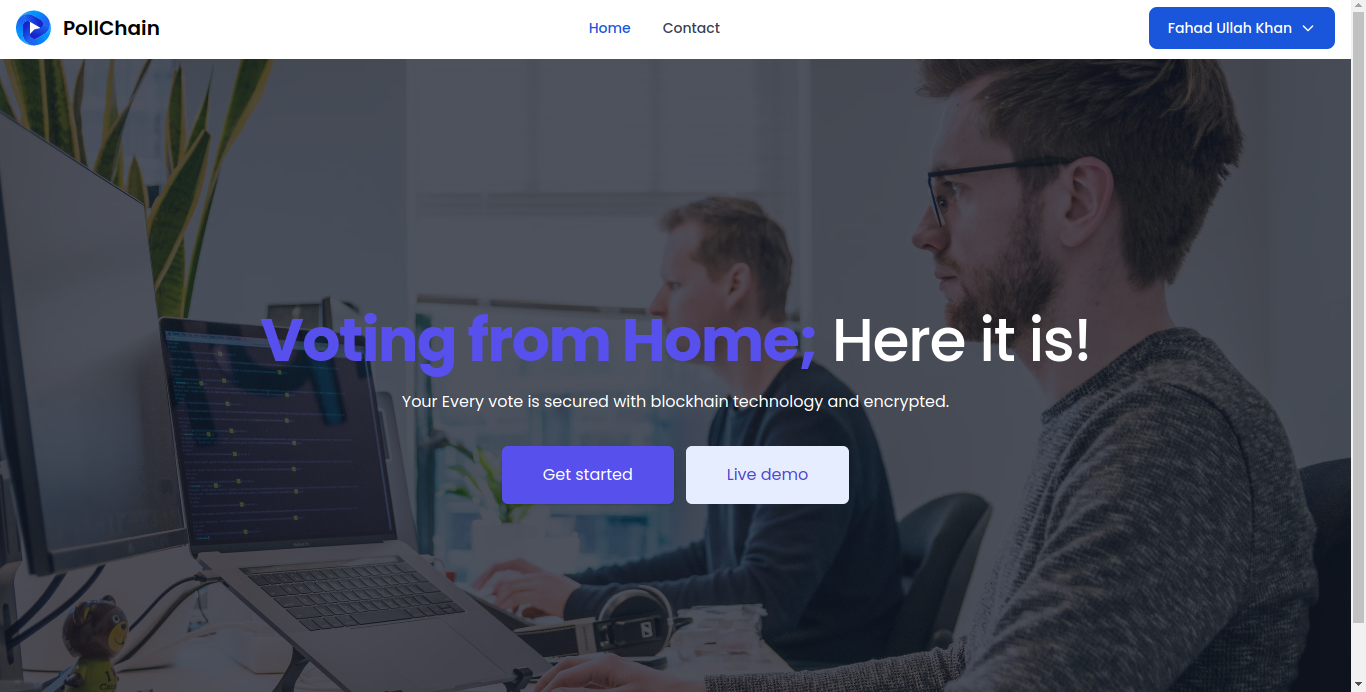 PollChain
Home
Contact
Fahad Ullah Khan
Voting from Home; Here it is!
Your Every vote is secured with blockhain technology and encrypted.
Get started
Live demo